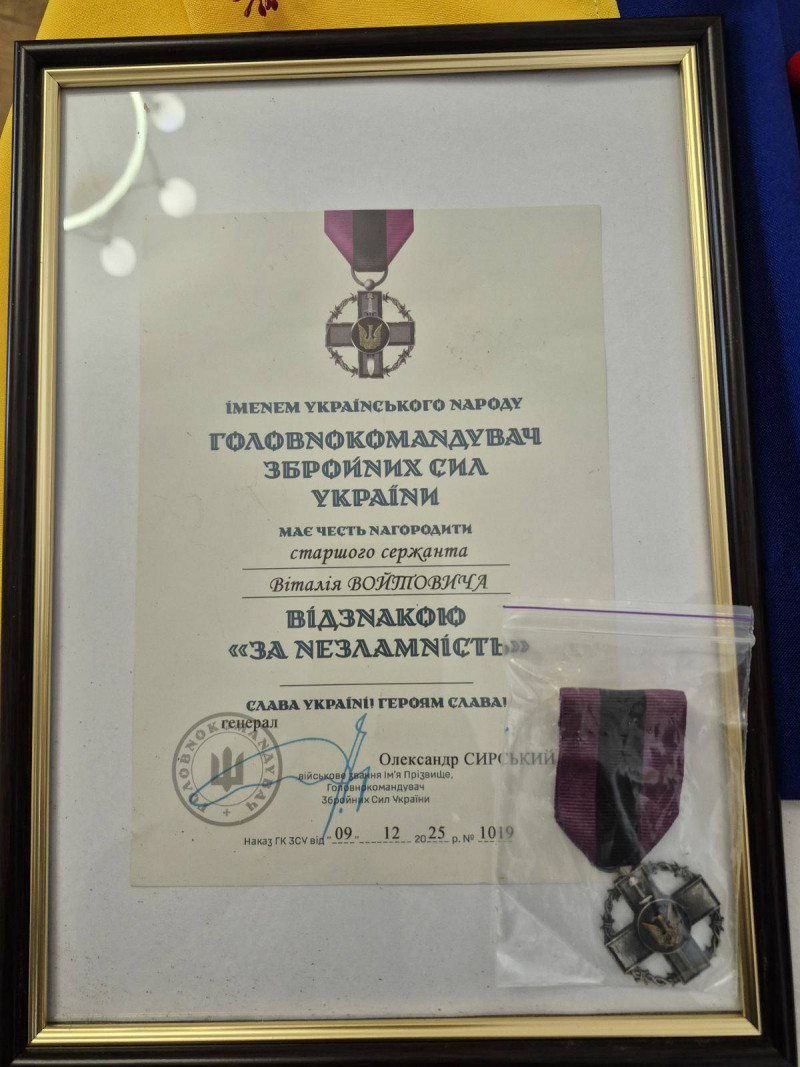 ІМЕНЕМ УКРАЇНСЬКОГО НАРОДУ
ГОЛОВНОКОМАНДУВАЧ
ЗБРОЙНИХ СИЛ
УКРАЇНИ
МАЄ ЧЕСТЬ НАГОРОДИТИ
старшого сержанта
Віталія ВОЙТОВИЧА
ВІДЗНАКОЮ
«ЗА НЕЗЛАМНІСТЬ»
СЛАВА УКРАЇНІ! ГЕРОЯМ СЛАВА!
генерал
ГОЛОВНОКОМАНДУВАЧ
Олександр СИРСЬКИЙ
військове звання Ім'я Прізвище,
Головнокомандувач
Збройних Сил України
Наказ ГК ЗСУ від "09" 12 2025 р. № 1019